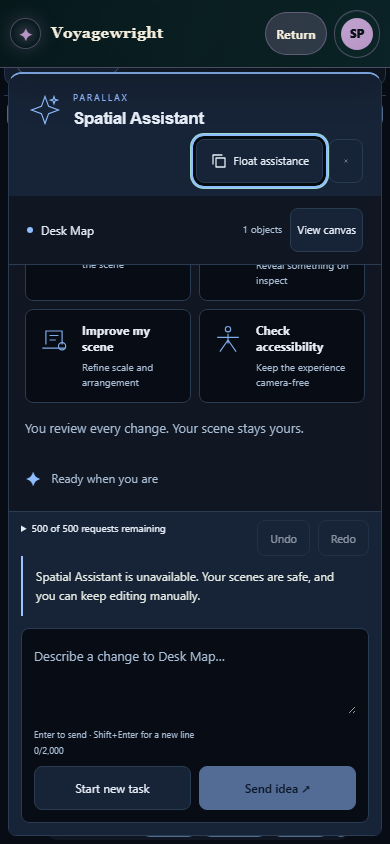 Voyagewright
Return
SP
PARALLAX
Spatial Assistant
Float assistance
Desk Map
1 objects
View canvas
the scene
Reveal something on
inspect
Improve my
scene
Refine scale and
arrangement
Check
accessibility
Keep the experience
camera-free
You review every change. Your scene stays yours.
Ready when you are
500 of 500 requests remaining
Undo
Redo
Spatial Assistant is unavailable. Your scenes are safe, and
you can keep editing manually.
Describe a change to Desk Map...
Enter to send · Shift+Enter for a new line
0/2,000
Start new task
Send idea ↗